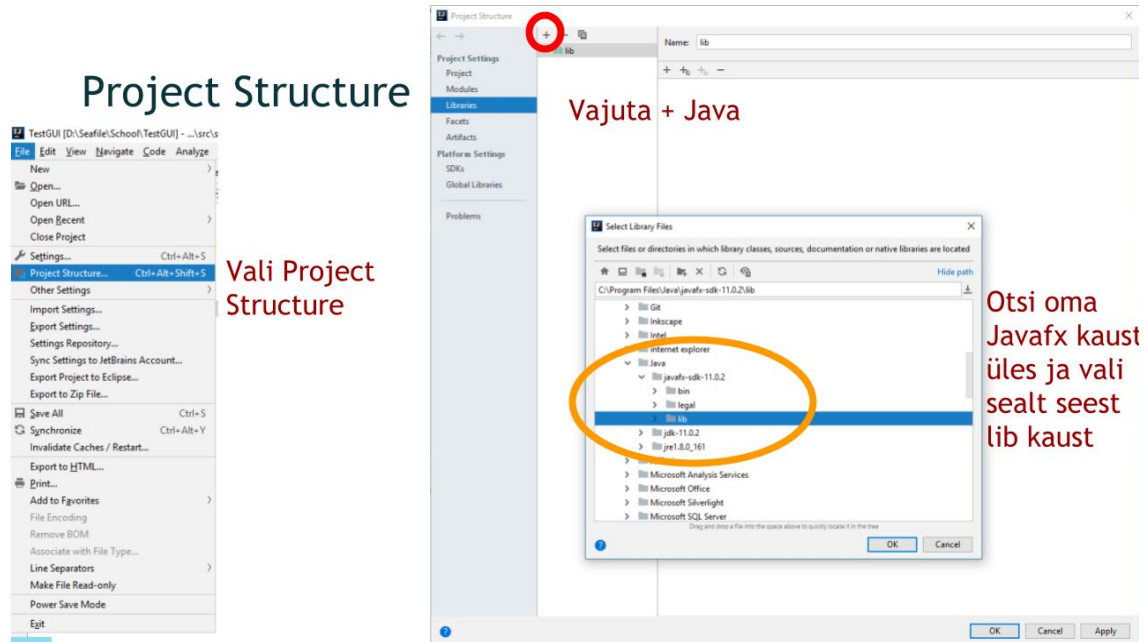 Project Structure
TestGUI [D:\Seafile\School\TestGUI] - ...\src\s
File Edit View Navigate Code Analyze
New
Open...
Open URL...
Open Recent
Close Project
Settings... Ctrl+Alt+S
Project Structure... Ctrl+Alt+Shift+S
Other Settings
Import Settings...
Export Settings...
Settings Repository...
Sync Settings to JetBrains Account...
Export Project to Eclipse...
Export to Zip File...
Save All Ctrl+S
Synchronize Ctrl+Alt+Y
Invalidate Caches / Restart...
Export to HTML...
Print...
Add to Favorites
File Encoding
Remove BOM
Associate with File Type...
Line Separators
Make File Read-only
Power Save Mode
Exit
Vali Project
Structure
Project Structure
Project Settings
Project
Modules
Libraries
Facets
Artifacts
Platform Settings
SDKs
Global Libraries
Problems
lib
Name: lib
Vajuta + Java
Select Library Files
Select files or directories in which library classes, sources, documentation or native libraries are located
Hide path
C:\Program Files\Java\javafx-sdk-11.0.2\lib
Git
Inkscape
Intel
internet explorer
Java
javafx-sdk-11.0.2
bin
legal
lib
jdk-11.0.2
jre1.8.0_161
Microsoft Analysis Services
Microsoft Office
Microsoft Silverlight
Microsoft SQL Server
Drag and drop a file into the space above to quickly locate it in the tree
OK Cancel
Otsi oma
Javafx kaust
üles ja vali
sealt seest
lib kaust
OK Cancel Apply